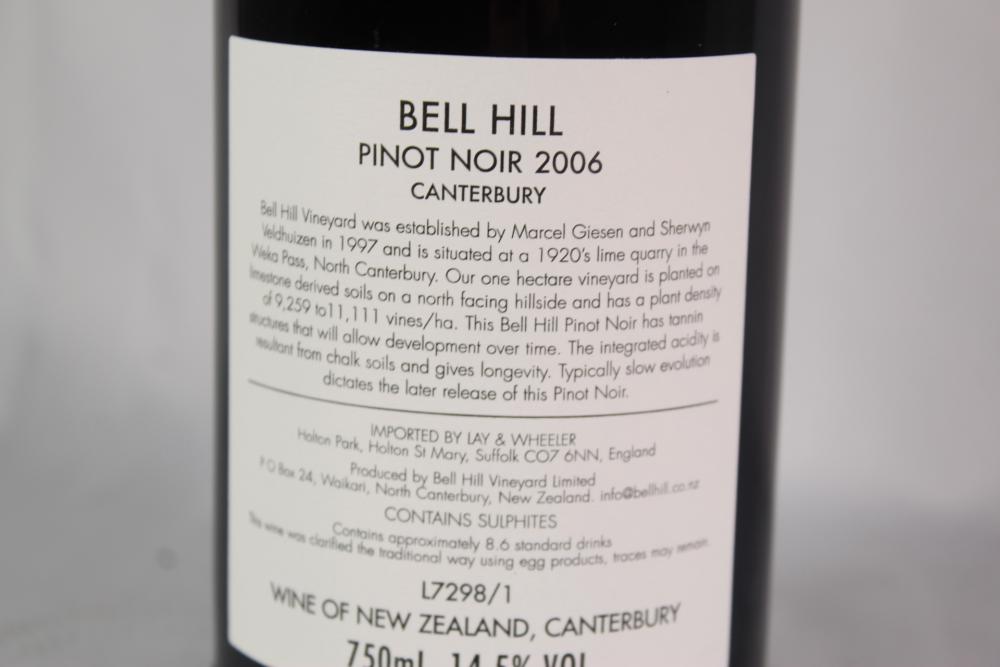 BELL HILL
PINOT NOIR 2006
CANTERBURY
Bell Hill Vineyard was established by Marcel Giesen and Sherwyn
Veldhuizen in 1997 and is situated at a 1920's lime quarry in the
Weka Pass, North Canterbury. Our one hectare vineyard is planted on
limestone derived soils on a north facing hillside and has a plant density
of 9,259 to11,111 vines/ha. This Bell Hill Pinot Noir has tannin
structures that will allow development over time. The integrated acidity is
resultant from chalk soils and gives longevity. Typically slow evolution
dictates the later release of this Pinot Noir.
IMPORTED BY LAY & WHEELER
Holton Park, Holton St Mary, Suffolk CO7 6NN, England
Produced by Bell Hill Vineyard Limited
P O Box 24, Waikari, North Canterbury, New Zealand. info@bellhill.co.nz
CONTAINS SULPHITES
Contains approximately 8.6 standard drinks
This wine was clarified the traditional way using egg products, traces may remain.
L7298/1
WINE OF NEW ZEALAND, CANTERBURY
750mL 14.5% VOL